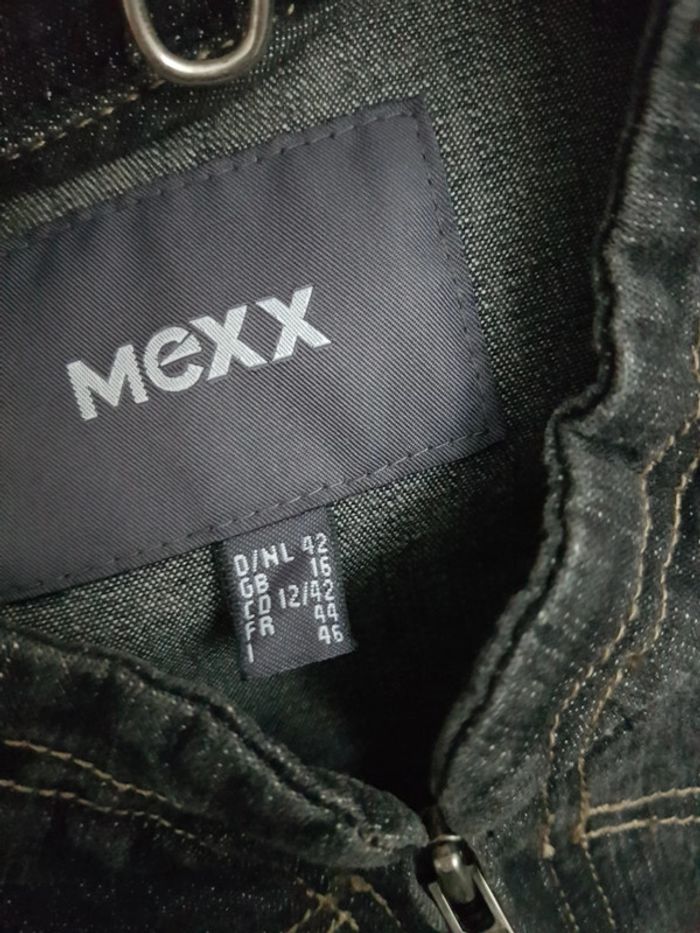 Mexx
D/NL 42
GB 16
CD 12/42
FR 44
I 46